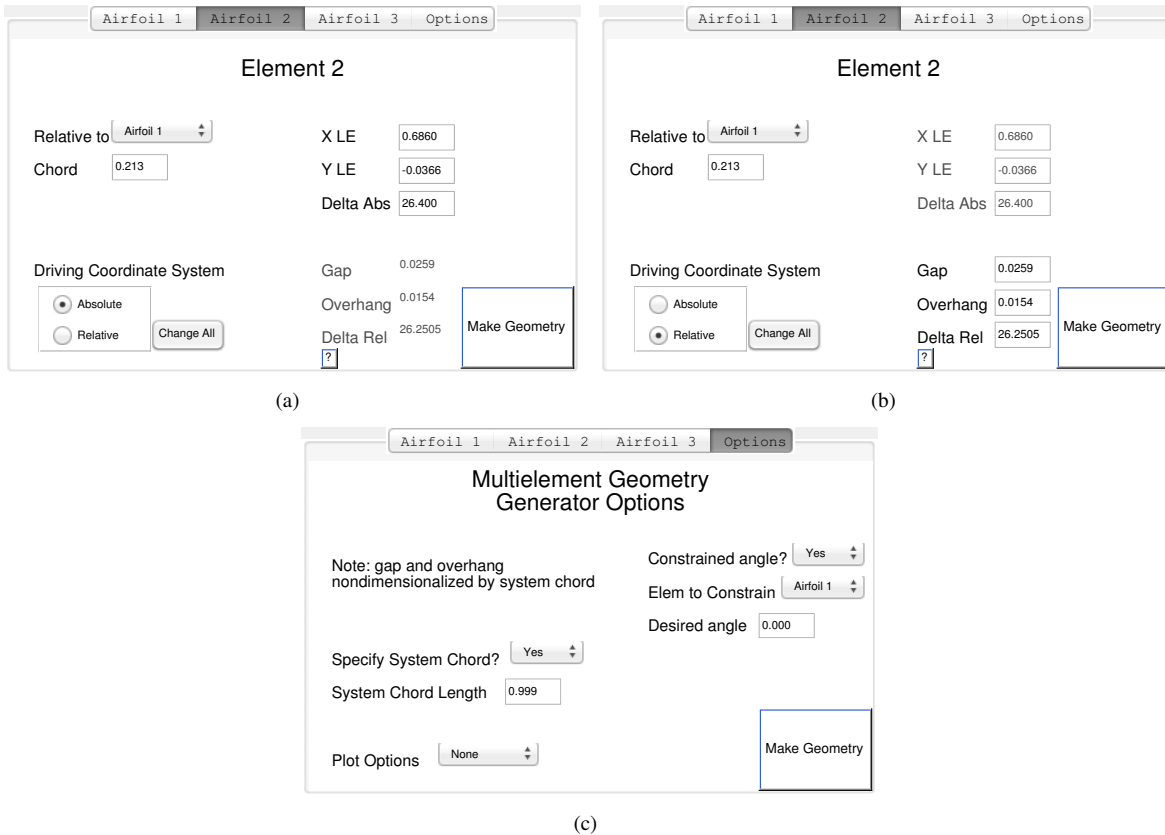 Airfoil 1 Airfoil 2 Airfoil 3 Options
Element 2
Relative to Airfoil 1
Chord 0.213
X LE 0.6860
Y LE -0.0366
Delta Abs 26.400
Driving Coordinate System
Absolute
Relative
Change All
Gap 0.0259
Overhang 0.0154
Delta Rel 26.2505
?
Make Geometry
(a)
Airfoil 1 Airfoil 2 Airfoil 3 Options
Element 2
Relative to Airfoil 1
Chord 0.213
X LE 0.6860
Y LE -0.0366
Delta Abs 26.400
Driving Coordinate System
Absolute
Relative
Change All
Gap 0.0259
Overhang 0.0154
Delta Rel 26.2505
?
Make Geometry
(b)
Airfoil 1 Airfoil 2 Airfoil 3 Options
Multielement Geometry
Generator Options
Note: gap and overhang
nondimensionalized by system chord
Constrained angle? Yes
Elem to Constrain Airfoil 1
Desired angle 0.000
Specify System Chord? Yes
System Chord Length 0.999
Plot Options None
Make Geometry
(c)